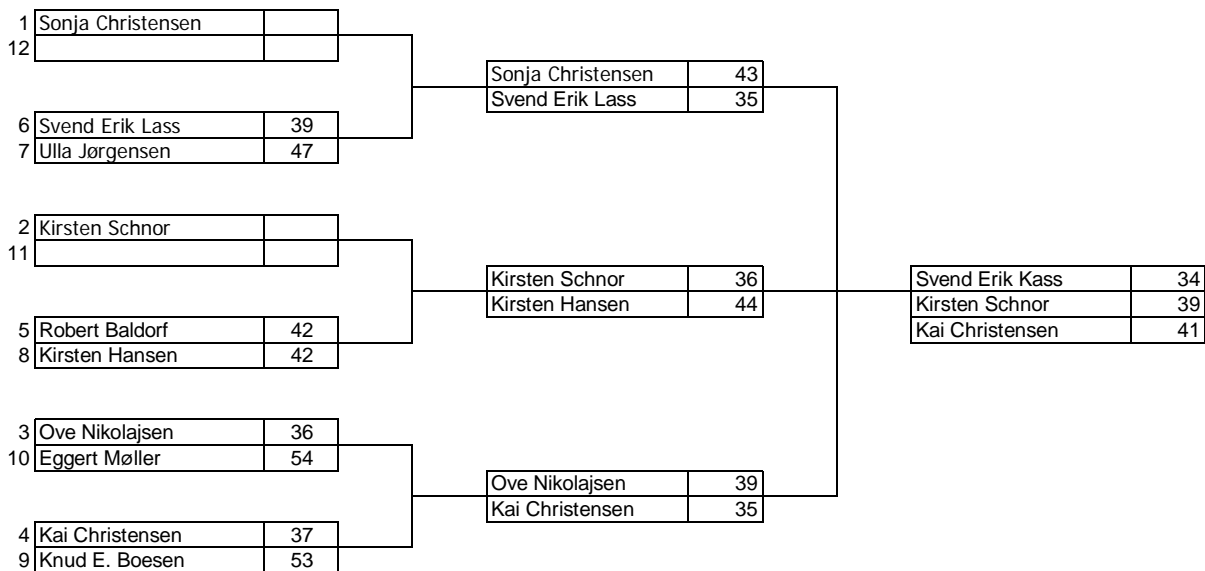 1 Sonja Christensen
12
6 Svend Erik Lass 39
7 Ulla Jørgensen 47
2 Kirsten Schnor
11
5 Robert Baldorf 42
8 Kirsten Hansen 42
3 Ove Nikolajsen 36
10 Eggert Møller 54
4 Kai Christensen 37
9 Knud E. Boesen 53
Sonja Christensen 43
Svend Erik Lass 35
Kirsten Schnor 36
Kirsten Hansen 44
Ove Nikolajsen 39
Kai Christensen 35
Svend Erik Kass 34
Kirsten Schnor 39
Kai Christensen 41